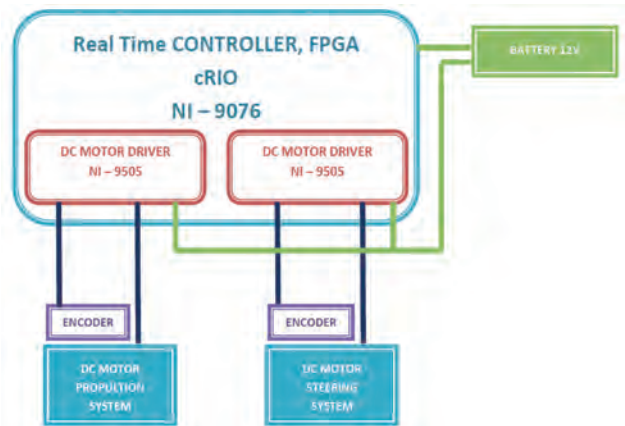 Real Time CONTROLLER, FPGA
cRIO
NI – 9076
BATTERY 12V
DC MOTOR DRIVER
NI – 9505
DC MOTOR DRIVER
NI – 9505
ENCODER
ENCODER
DC MOTOR
PROPULTION
SYSTEM
DC MOTOR
STEERING
SYSTEM